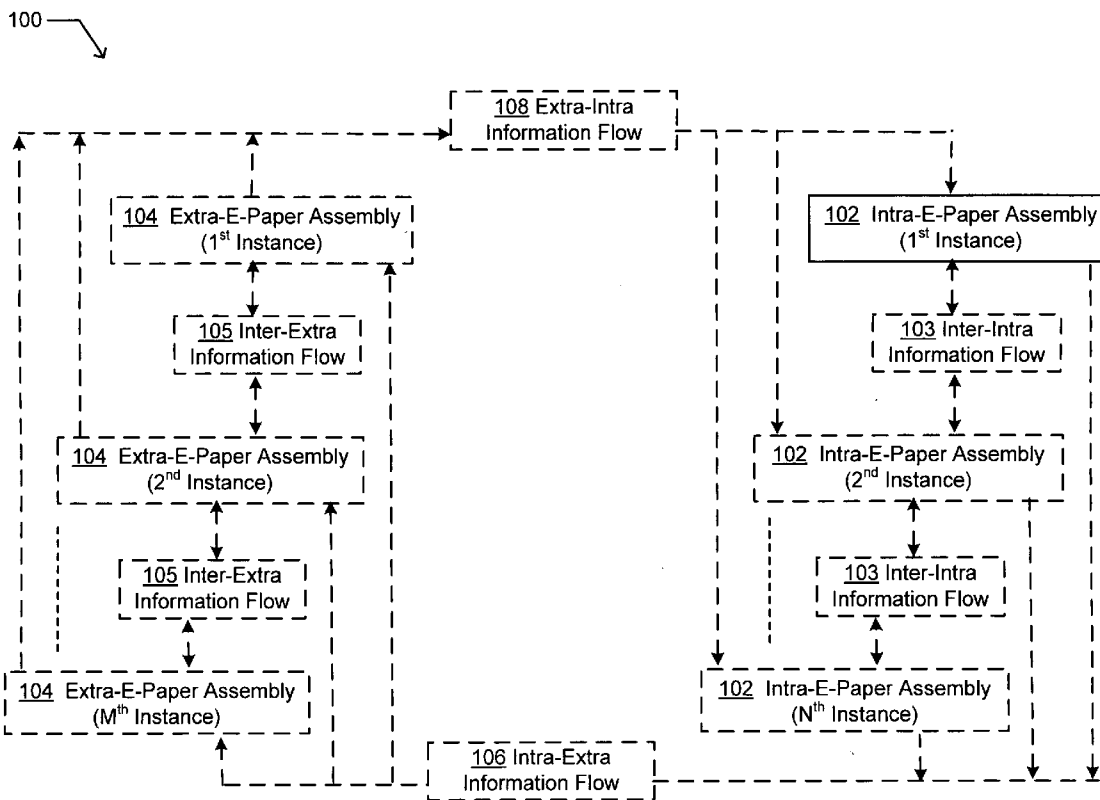 100
108 Extra-Intra
Information Flow
104 Extra-E-Paper Assembly
(1st Instance)
102 Intra-E-Paper Assembly
(1st Instance)
105 Inter-Extra
Information Flow
103 Inter-Intra
Information Flow
104 Extra-E-Paper Assembly
(2nd Instance)
102 Intra-E-Paper Assembly
(2nd Instance)
105 Inter-Extra
Information Flow
103 Inter-Intra
Information Flow
104 Extra-E-Paper Assembly
(Mth Instance)
102 Intra-E-Paper Assembly
(Nth Instance)
106 Intra-Extra
Information Flow